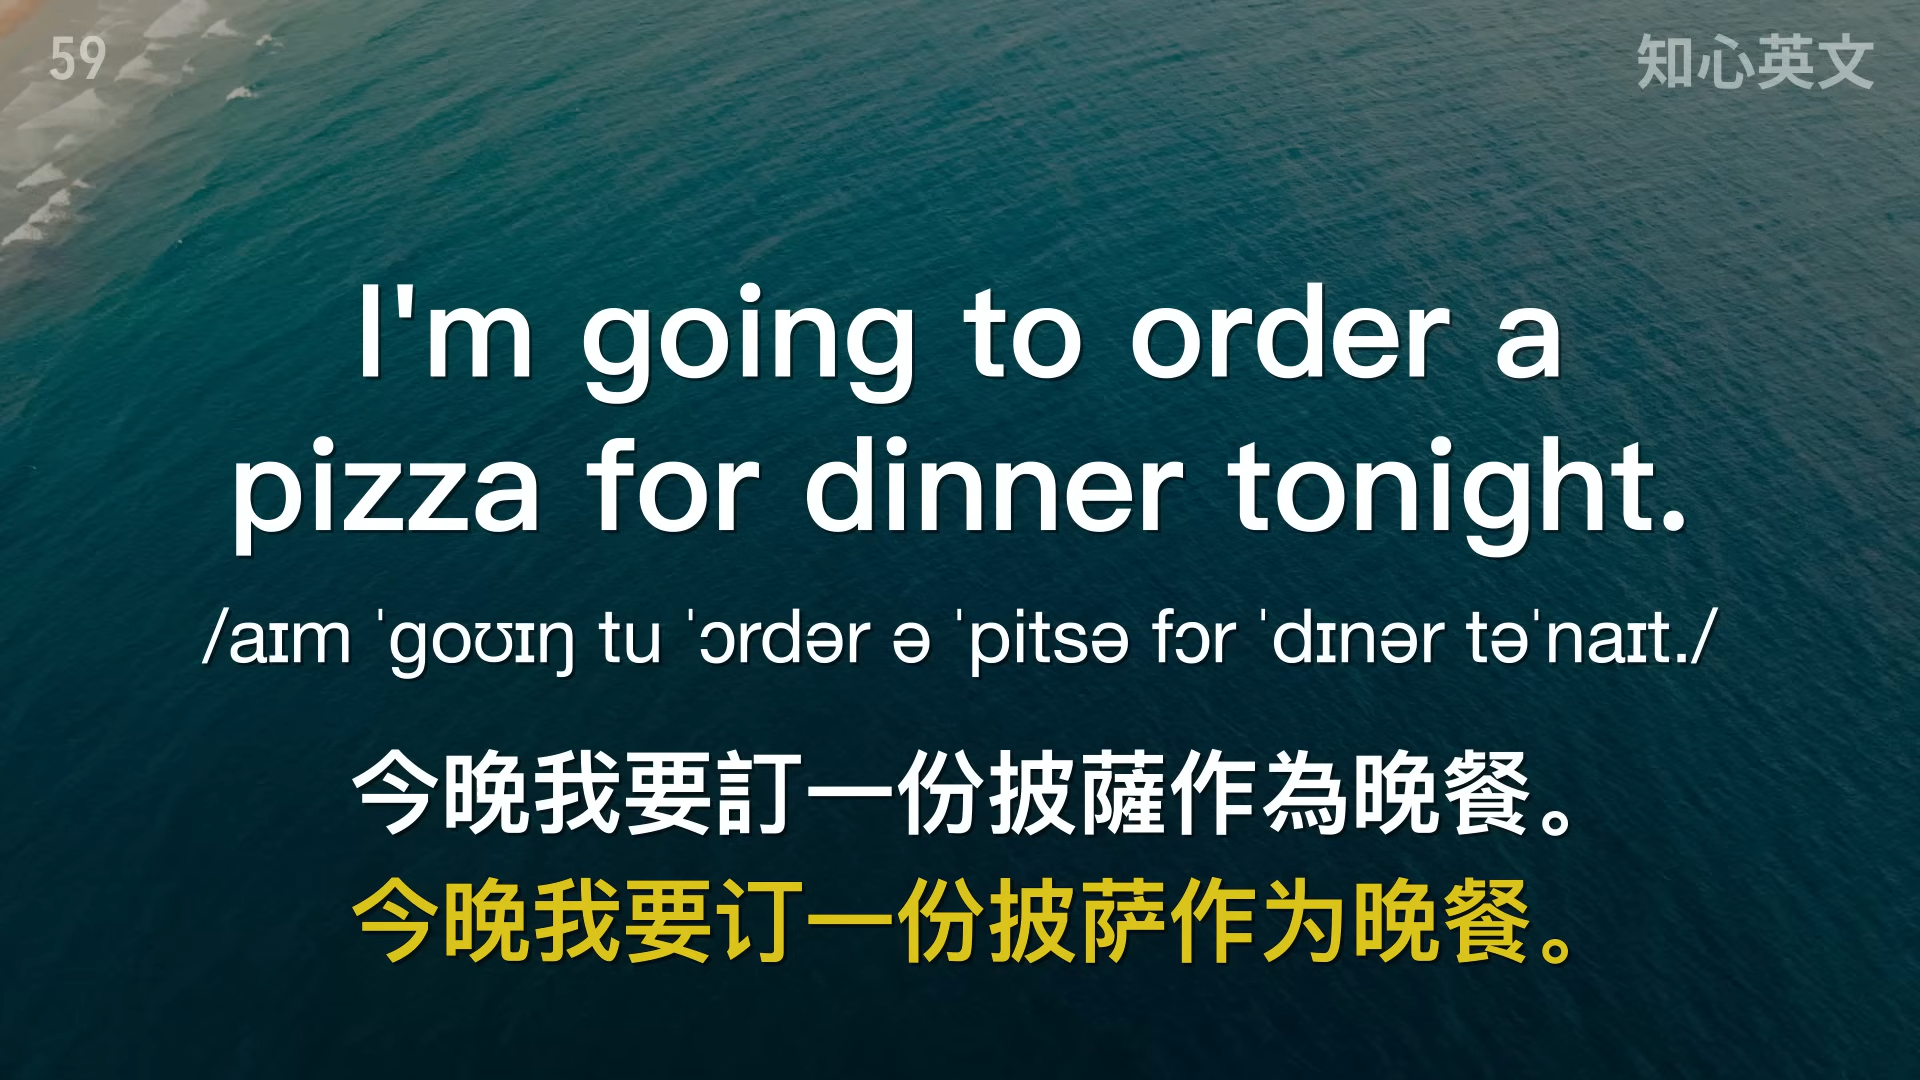 59
知心英文
I'm going to order a
pizza for dinner tonight.
/aɪm ˈgoʊɪŋ tu ˈɔrdər ə ˈpitsə fɔr ˈdɪnər təˈnaɪt./
今晚我要訂一份披薩作為晚餐。
今晚我要订一份披萨作为晚餐。